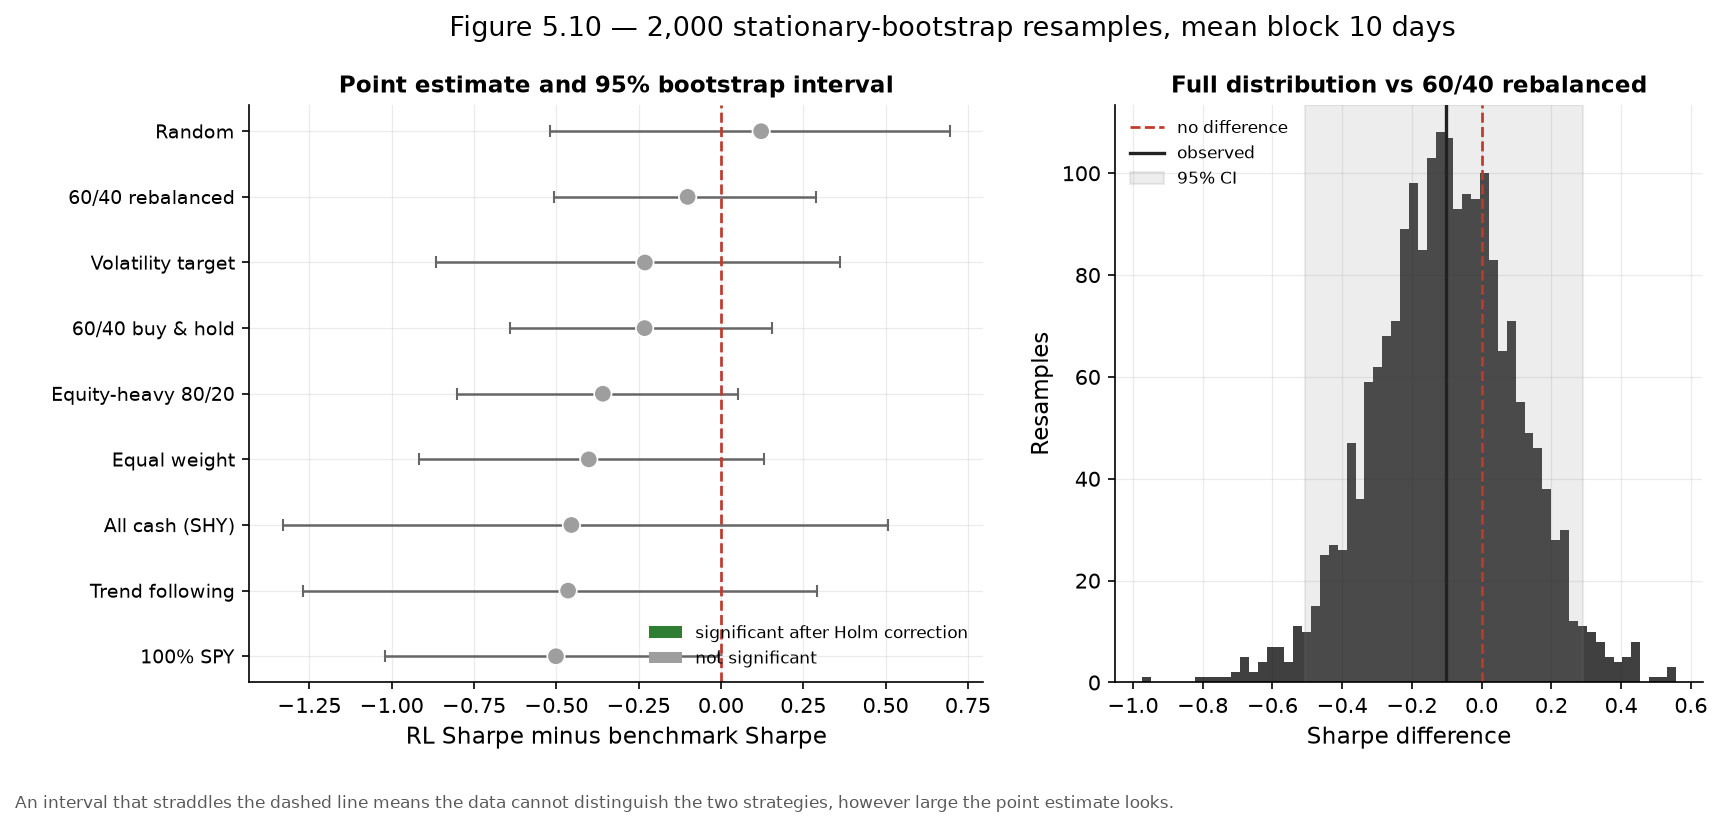 Figure 5.10 — 2,000 stationary-bootstrap resamples, mean block 10 days
Point estimate and 95% bootstrap interval
Random
60/40 rebalanced
Volatility target
60/40 buy & hold
Equity-heavy 80/20
Equal weight
All cash (SHY)
Trend following
100% SPY
significant after Holm correction
not significant
−1.25 −1.00 −0.75 −0.50 −0.25 0.00 0.25 0.50 0.75
RL Sharpe minus benchmark Sharpe
Full distribution vs 60/40 rebalanced
no difference
observed
95% CI
100
80
60
40
20
0
Resamples
−1.0 −0.8 −0.6 −0.4 −0.2 0.0 0.2 0.4 0.6
Sharpe difference
An interval that straddles the dashed line means the data cannot distinguish the two strategies, however large the point estimate looks.